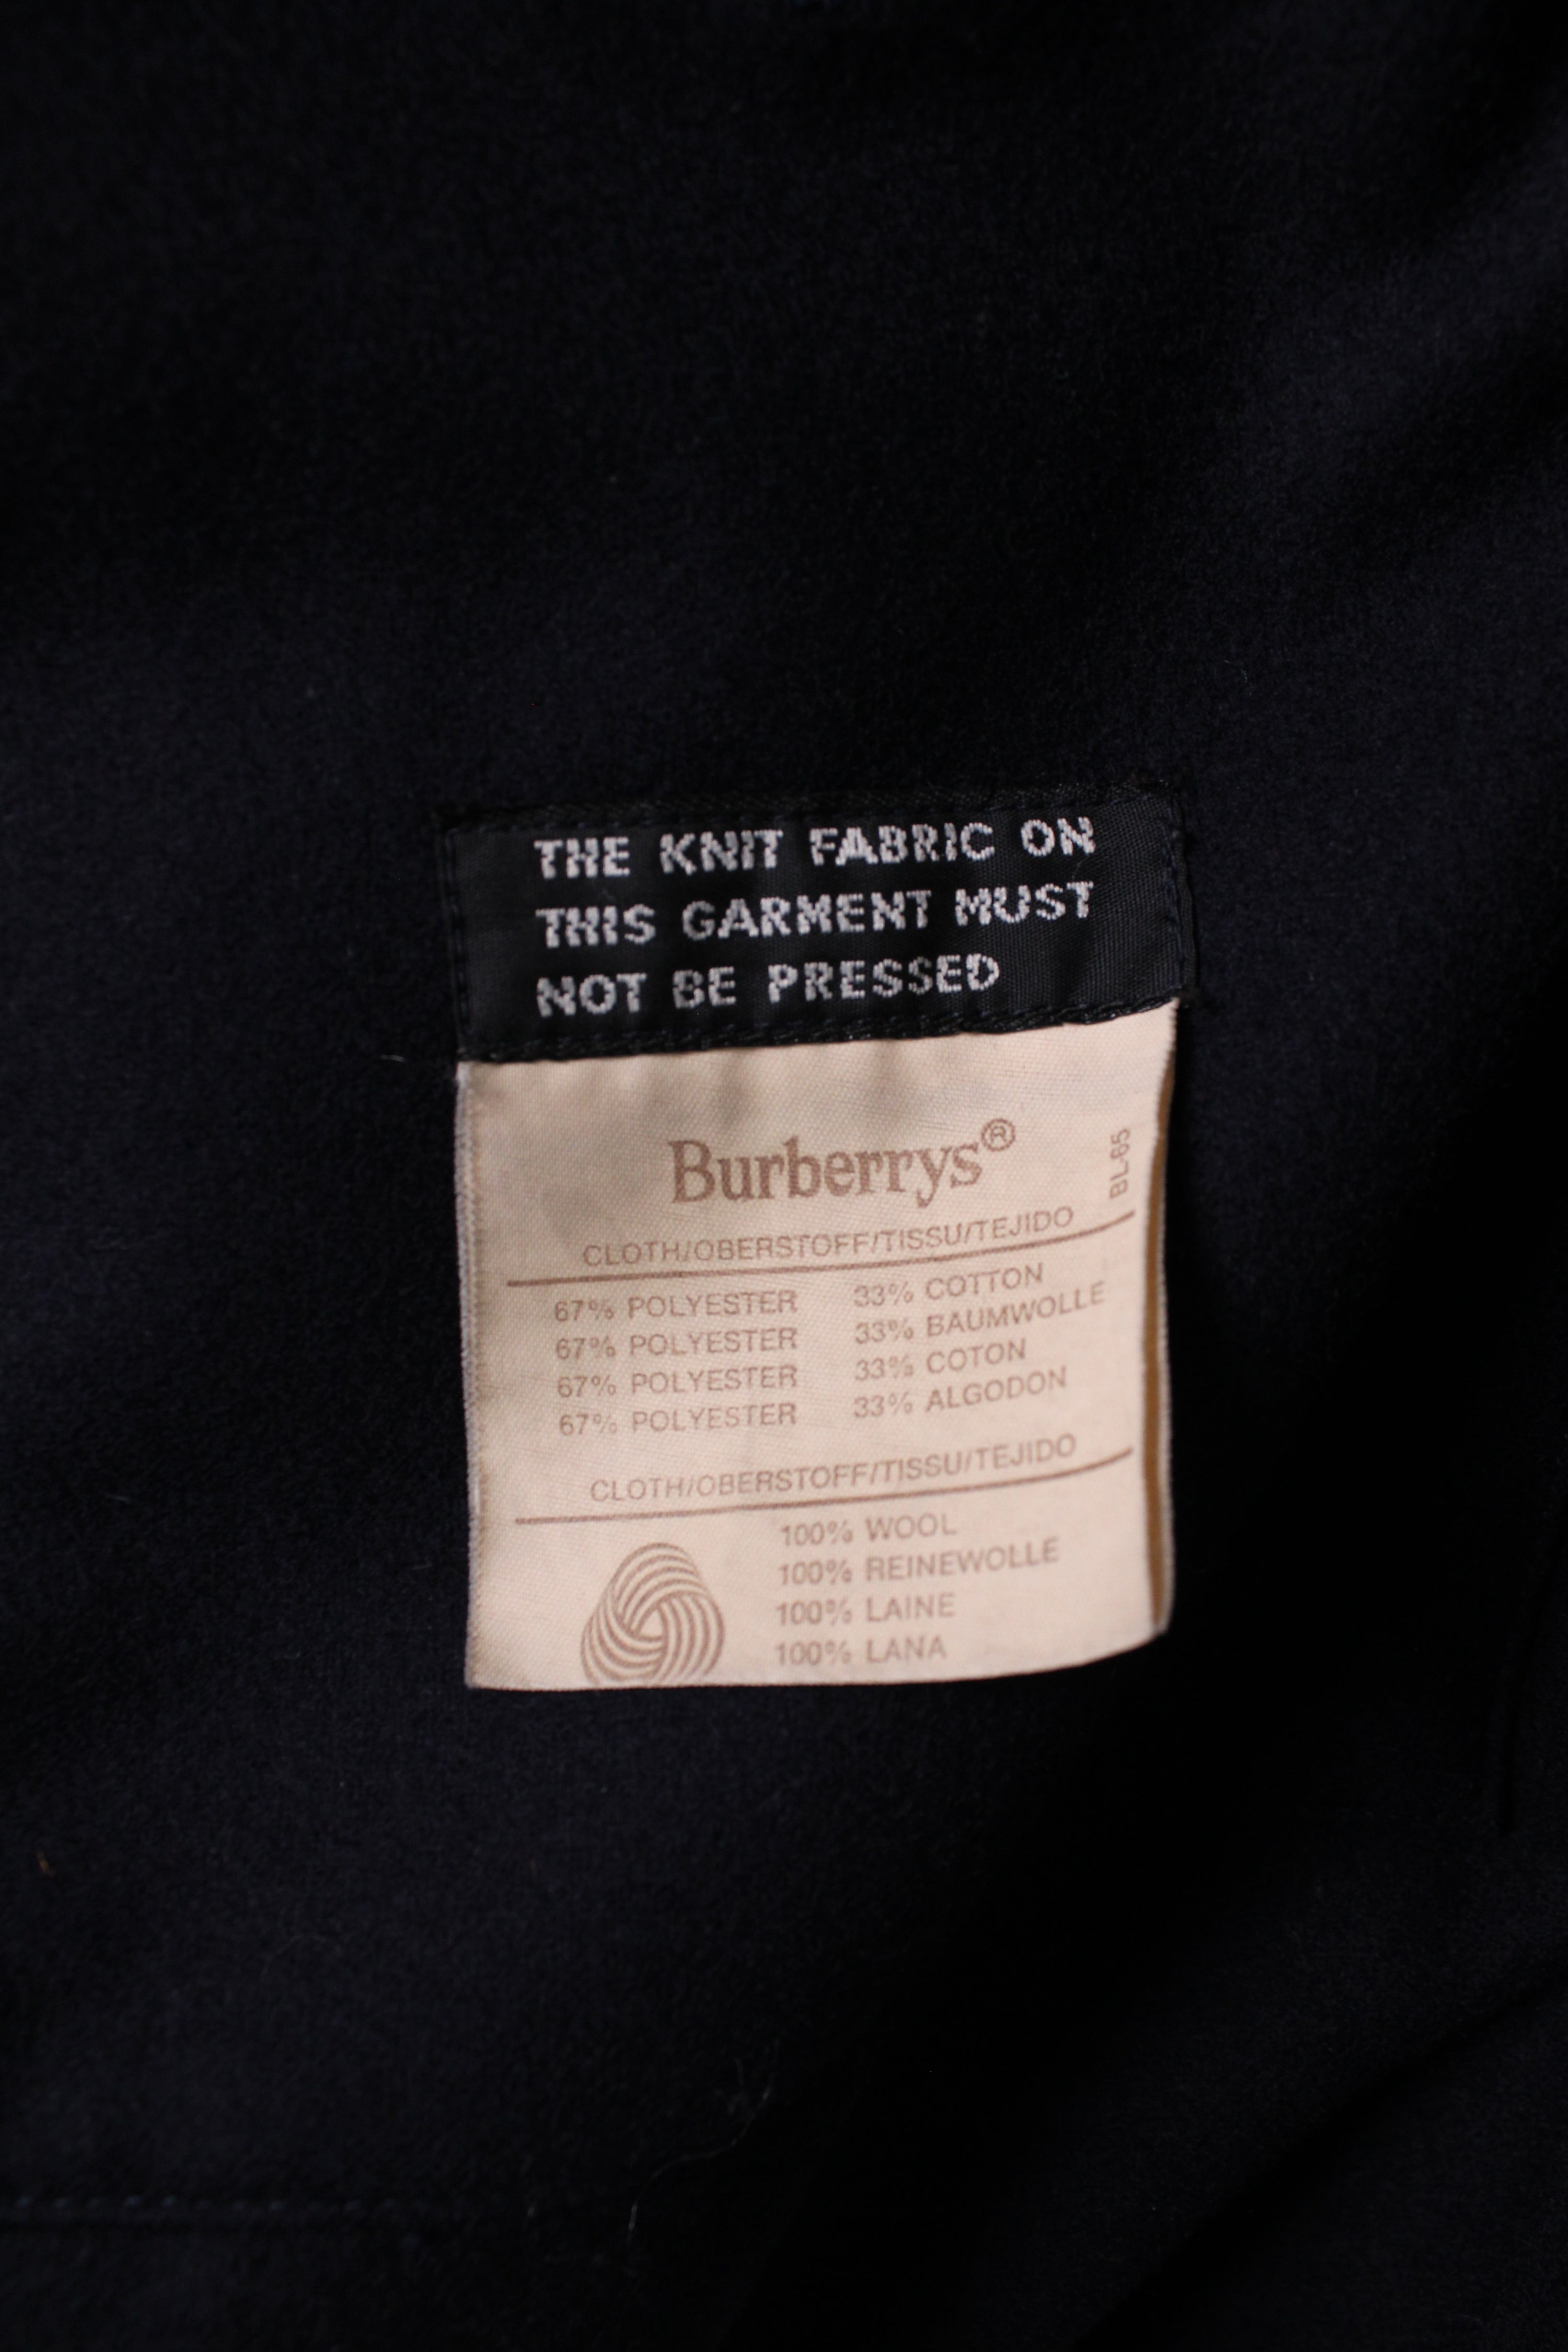 THE KNIT FABRIC ON
THIS GARMENT MUST
NOT BE PRESSED
Burberrys®
BL-65
CLOTH/OBERSTOFF/TISSU/TEJIDO
67% POLYESTER 33% COTTON
67% POLYESTER 33% BAUMWOLLE
67% POLYESTER 33% COTON
67% POLYESTER 33% ALGODON
CLOTH/OBERSTOFF/TISSU/TEJIDO
100% WOOL
100% REINEWOLLE
100% LAINE
100% LANA